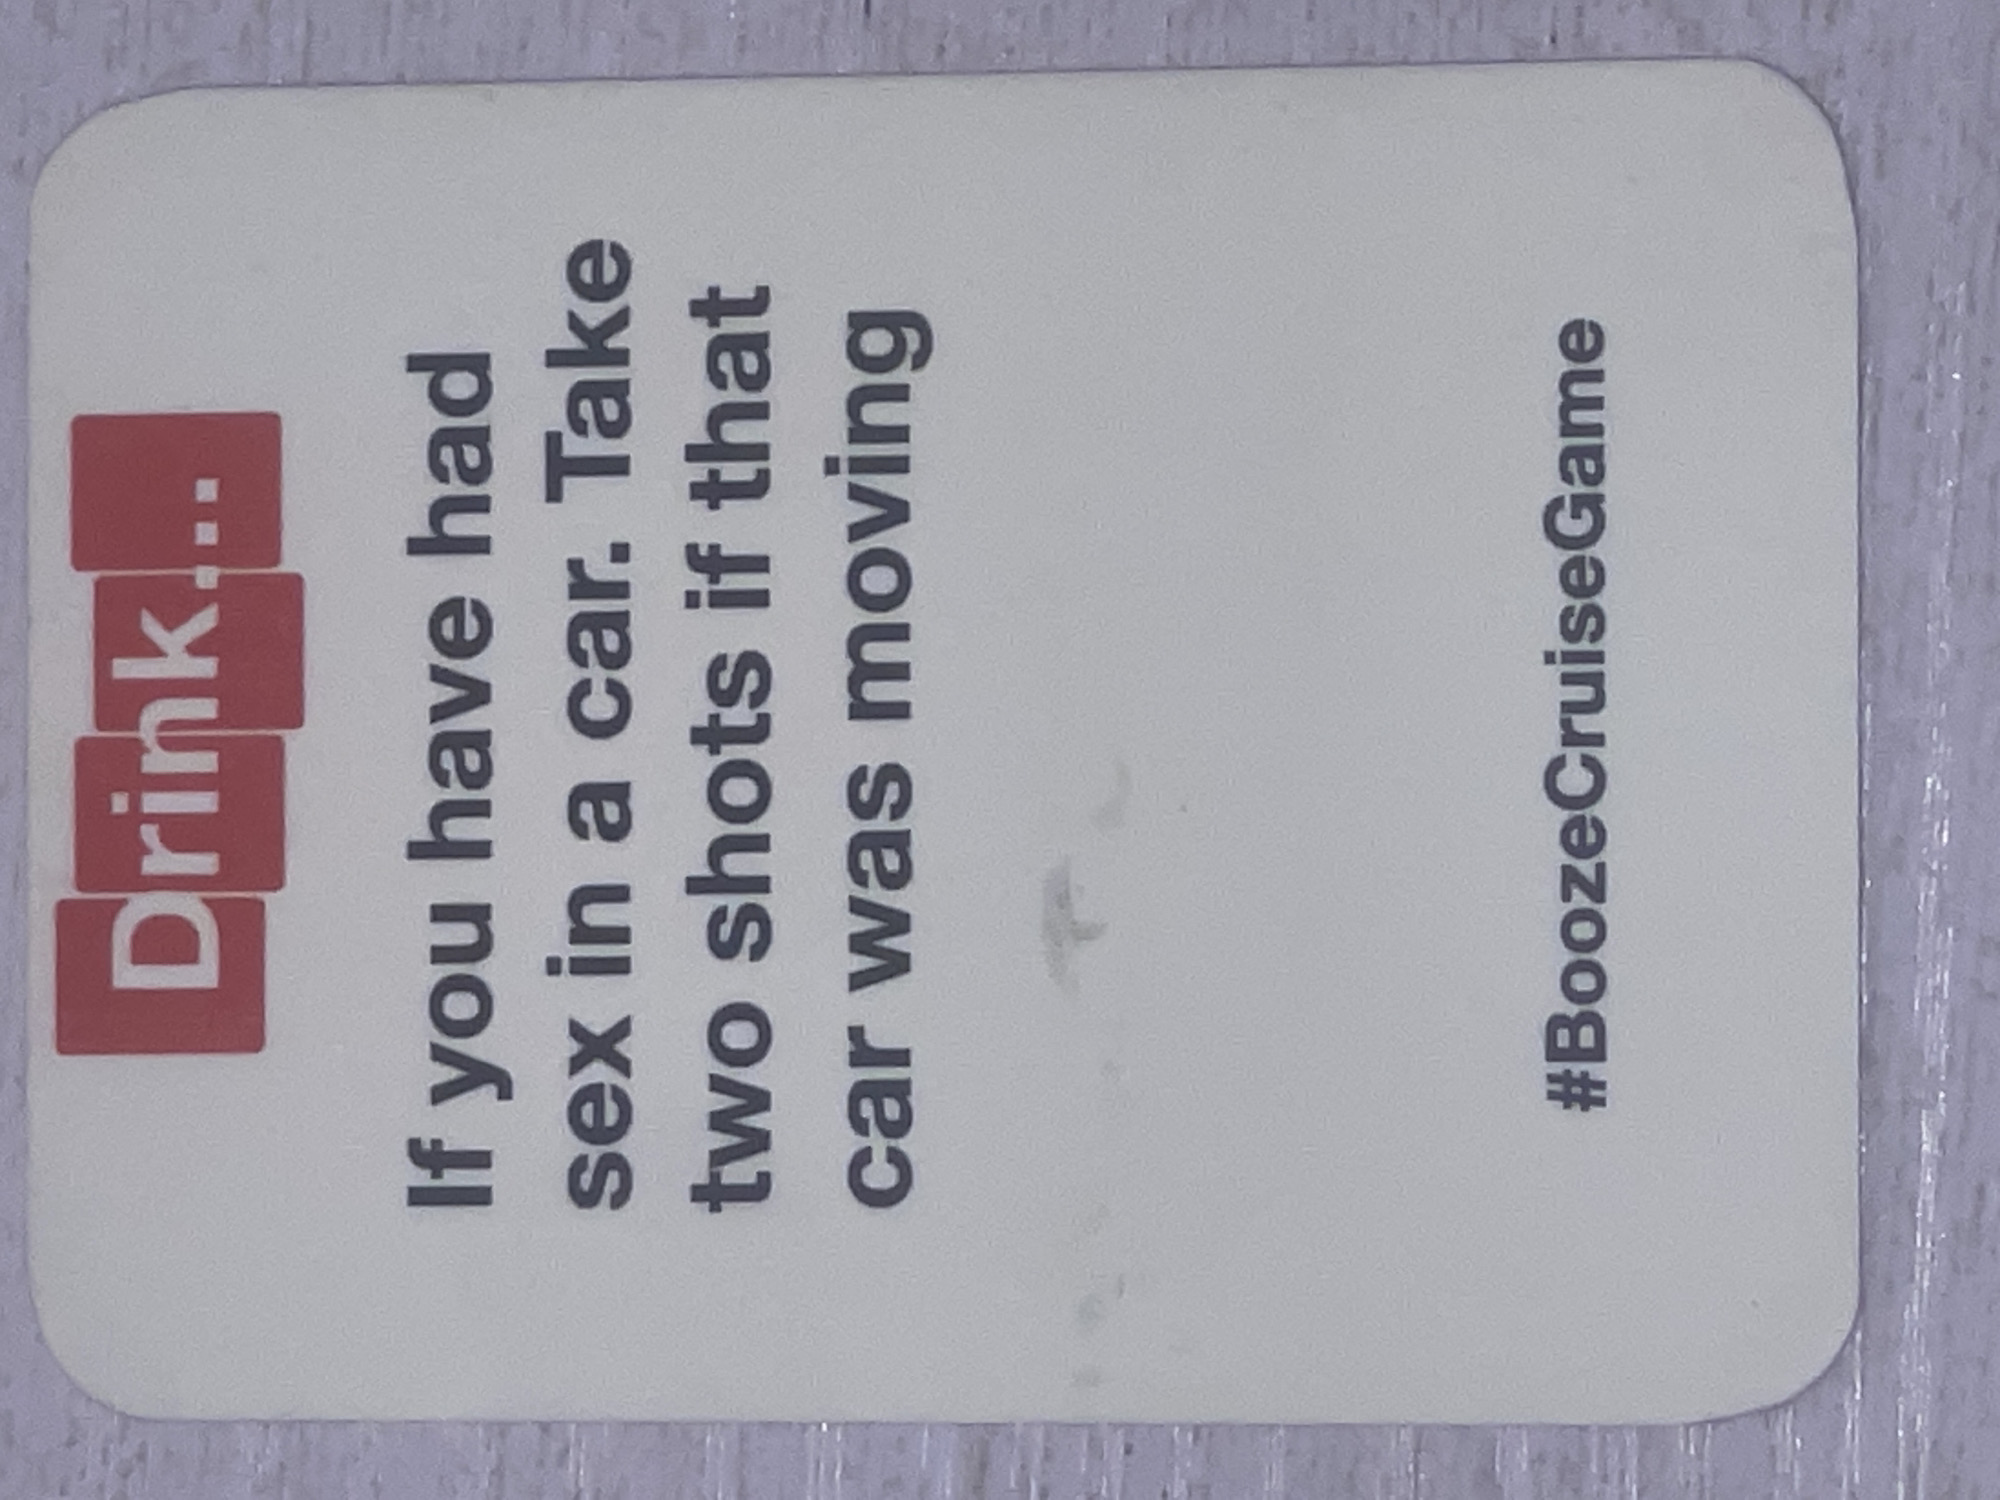 Drink...
If you have had
sex in a car. Take
two shots if that
car was moving
#BoozeCruiseGame